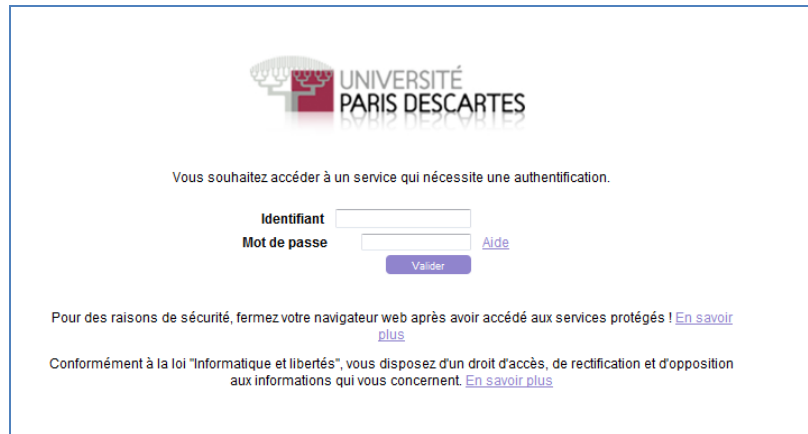 UNIVERSITÉ
PARIS DESCARTES
Vous souhaitez accéder à un service qui nécessite une authentification.
Identifiant
Mot de passe Aide
Valider
Pour des raisons de sécurité, fermez votre navigateur web après avoir accédé aux services protégés ! En savoir
plus
Conformément à la loi "Informatique et libertés", vous disposez d'un droit d'accès, de rectification et d'opposition
aux informations qui vous concernent. En savoir plus